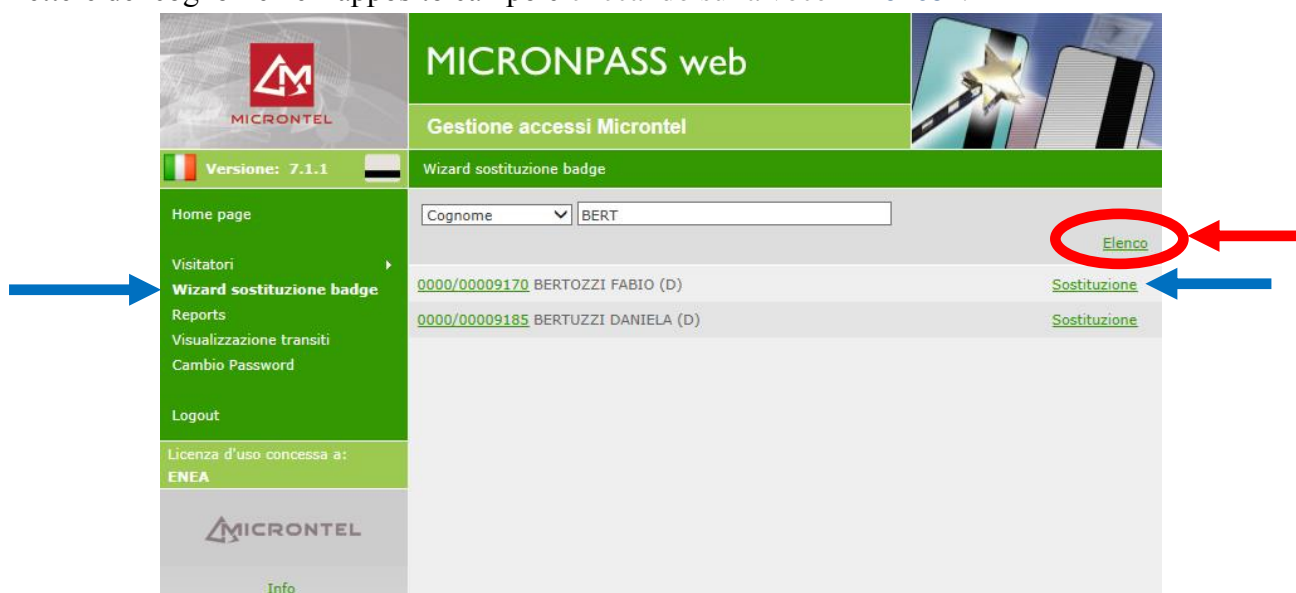 MICRONTEL
MICRONPASS web
Gestione accessi Microntel
Versione: 7.1.1
Wizard sostituzione badge
Home page
Visitatori
Wizard sostituzione badge
Reports
Visualizzazione transiti
Cambio Password
Logout
Licenza d'uso concessa a:
ENEA
MICRONTEL
Info
Cognome BERT
Elenco
0000/00009170 BERTOZZI FABIO (D) Sostituzione
0000/00009185 BERTUZZI DANIELA (D) Sostituzione